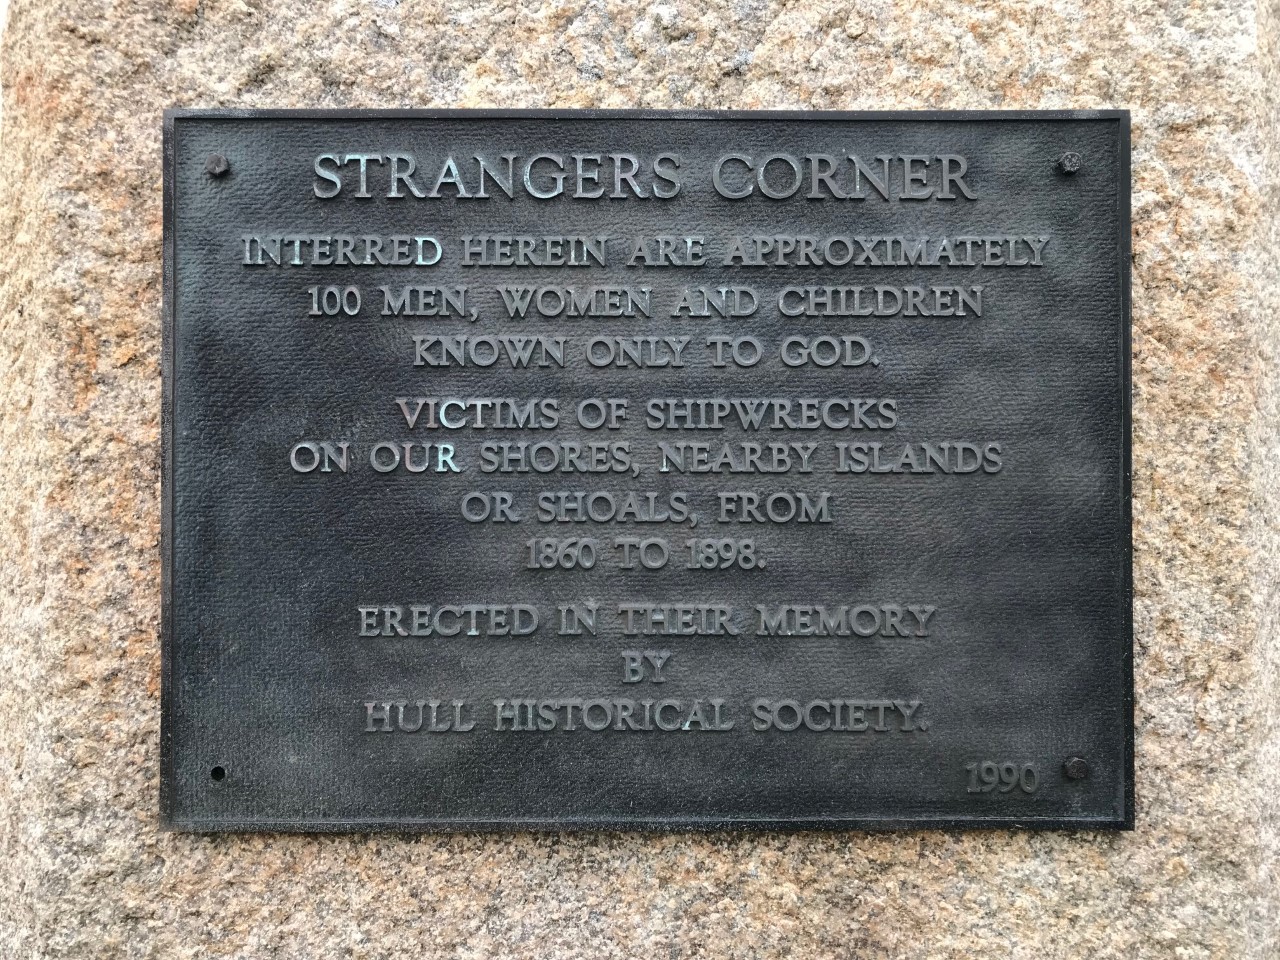 STRANGERS CORNER
INTERRED HEREIN ARE APPROXIMATELY
100 MEN, WOMEN AND CHILDREN
KNOWN ONLY TO GOD.
VICTIMS OF SHIPWRECKS
ON OUR SHORES, NEARBY ISLANDS
OR SHOALS, FROM
1860 TO 1898.
ERECTED IN THEIR MEMORY
BY
HULL HISTORICAL SOCIETY.
1990